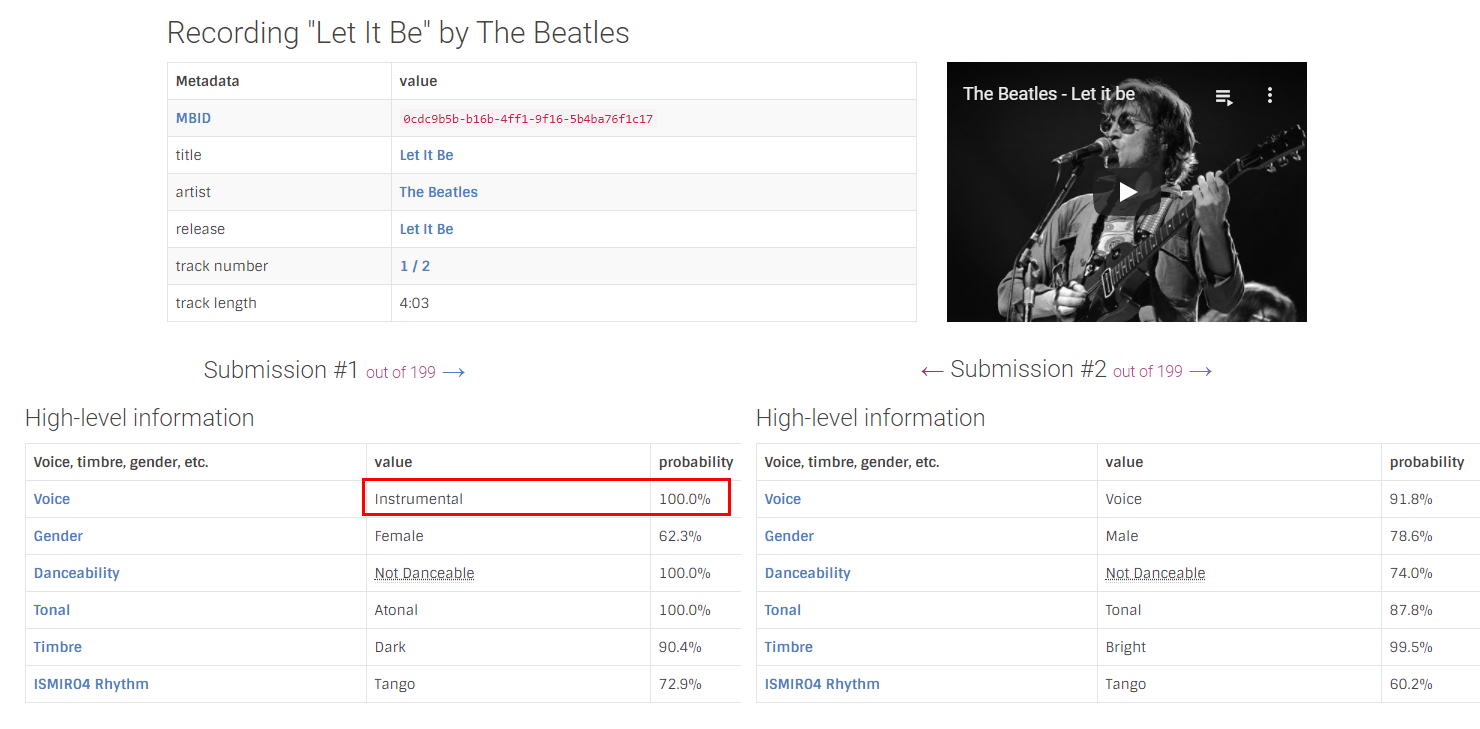 Recording "Let It Be" by The Beatles
Metadata value
MBID 0cdc9b5b-b16b-4ff1-9f16-5b4ba76f1c17
title Let It Be
artist The Beatles
release Let It Be
track number 1 / 2
track length 4:03
The Beatles - Let it be
Submission #1 out of 199 →
High-level information
Voice, timbre, gender, etc. value probability
Voice Instrumental 100.0%
Gender Female 62.3%
Danceability Not Danceable 100.0%
Tonal Atonal 100.0%
Timbre Dark 90.4%
ISMIR04 Rhythm Tango 72.9%
← Submission #2 out of 199 →
High-level information
Voice, timbre, gender, etc. value probability
Voice Voice 91.8%
Gender Male 78.6%
Danceability Not Danceable 74.0%
Tonal Tonal 87.8%
Timbre Bright 99.5%
ISMIR04 Rhythm Tango 60.2%